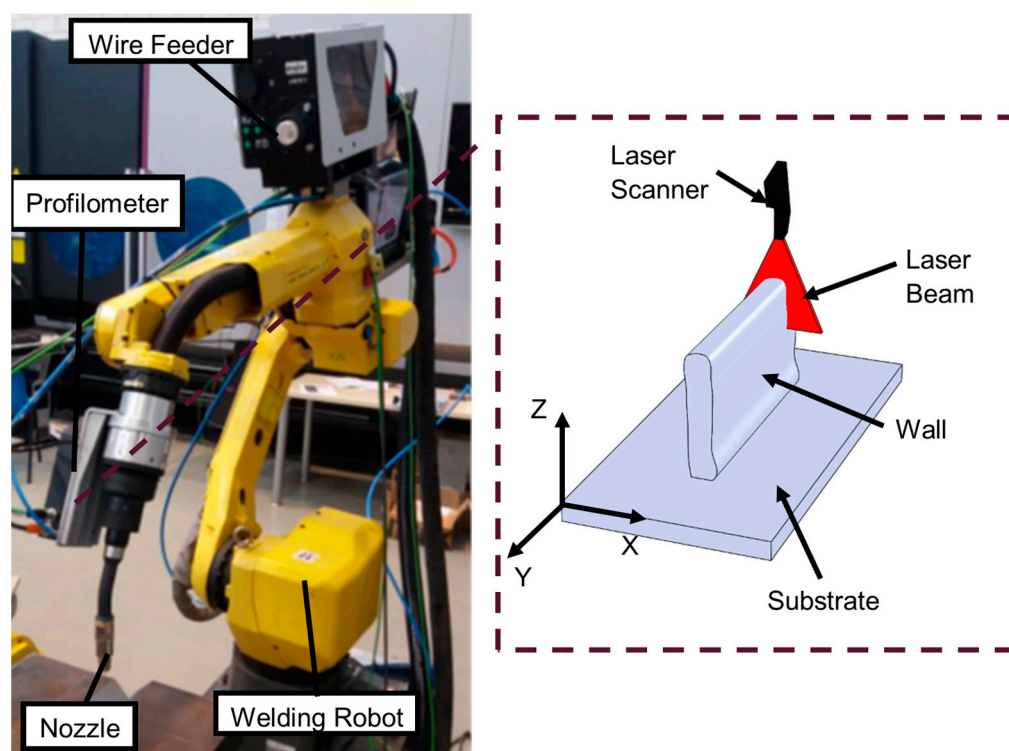 Wire Feeder
Profilometer
Nozzle
Welding Robot
Laser
Scanner
Laser
Beam
Wall
Z
X
Y
Substrate